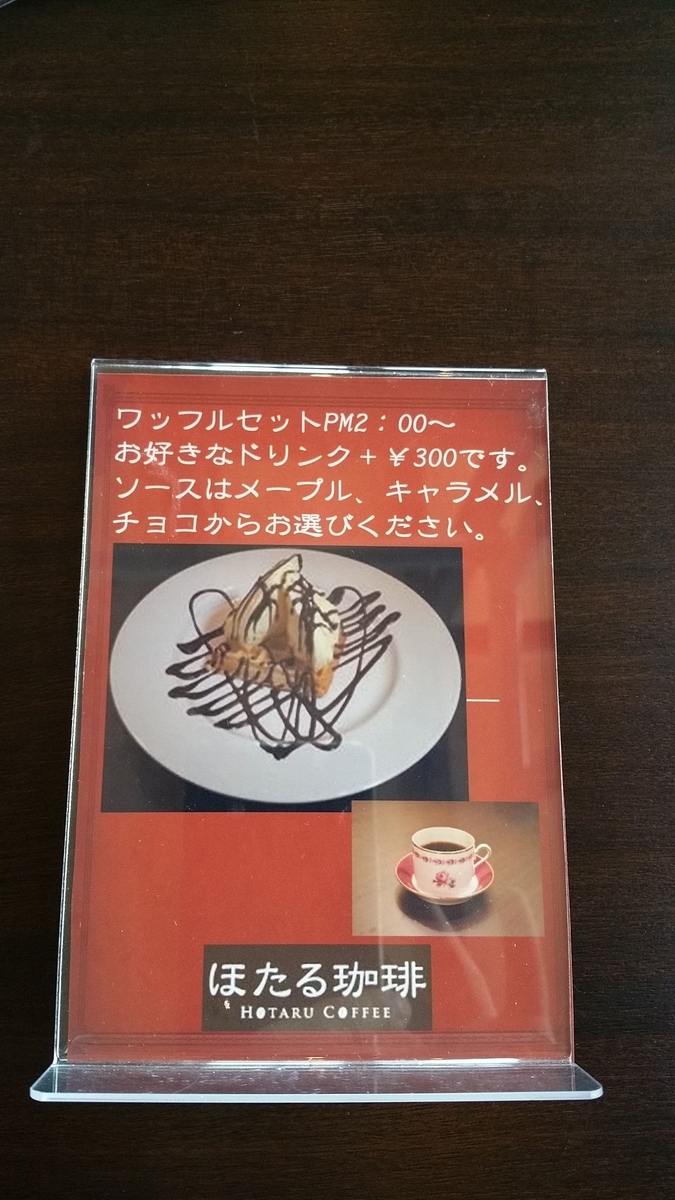 ワッフルセットPM2：00～
お好きなドリンク＋￥300です。
ソースはメープル、キャラメル、
チョコからお選びください。
ほたる珈琲
HOTARU COFFEE